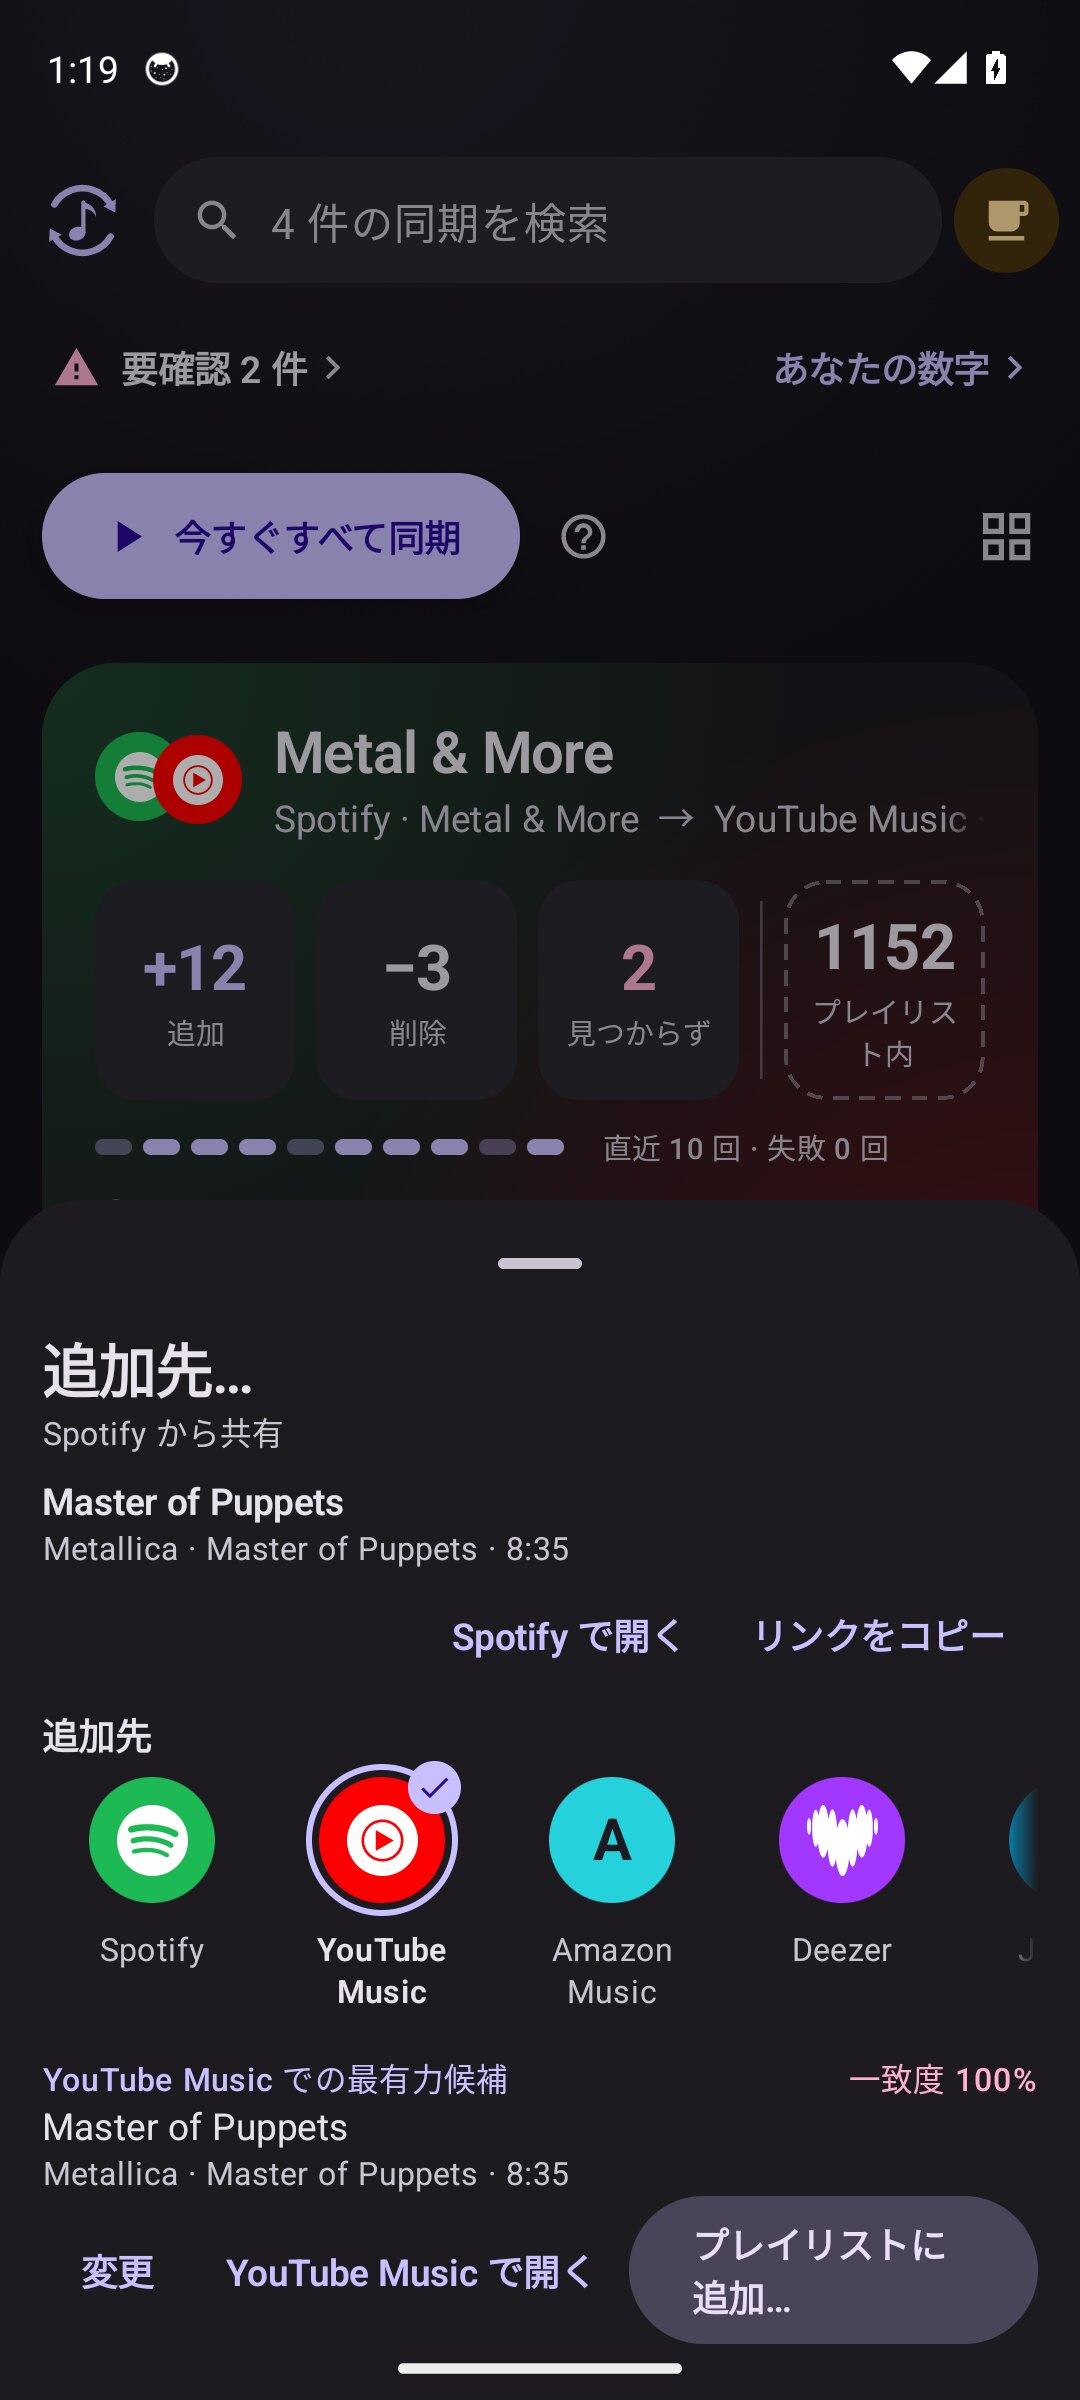 1:19
4 件の同期を検索
要確認 2 件
あなたの数字
今すぐすべて同期
Metal & More
Spotify · Metal & More → YouTube Music
+12
追加
−3
削除
2
見つからず
1152
プレイリス
ト内
直近 10 回 · 失敗 0 回
追加先…
Spotify から共有
Master of Puppets
Metallica · Master of Puppets · 8:35
Spotify で開く
リンクをコピー
追加先
Spotify
YouTube
Music
A
Amazon
Music
Deezer
J
YouTube Music での最有力候補
一致度 100%
Master of Puppets
Metallica · Master of Puppets · 8:35
変更
YouTube Music で開く
プレイリストに
追加…